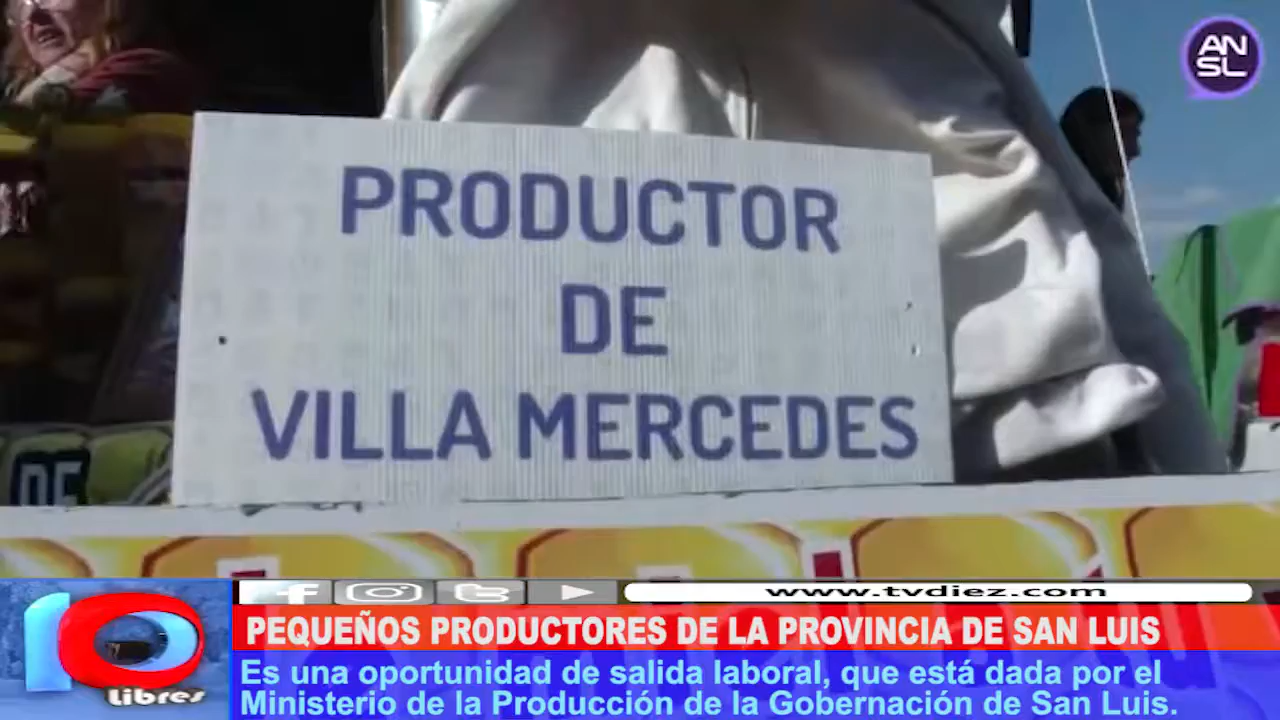 AN
SL
PRODUCTOR
DE
VILLA MERCEDES
DE
www.tvdiez.com
10
libres
PEQUEÑOS PRODUCTORES DE LA PROVINCIA DE SAN LUIS
Es una oportunidad de salida laboral, que está dada por el
Ministerio de la Producción de la Gobernación de San Luis.